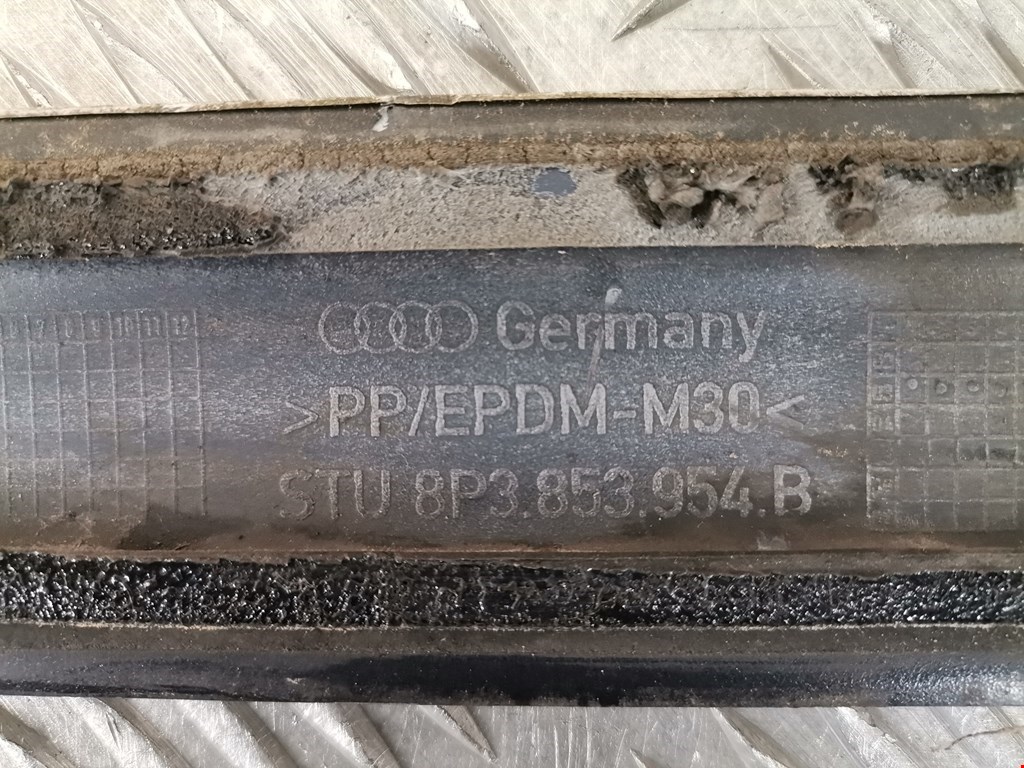 Germany
>PP/EPDM-M30<
STU 8P3.853.954.B